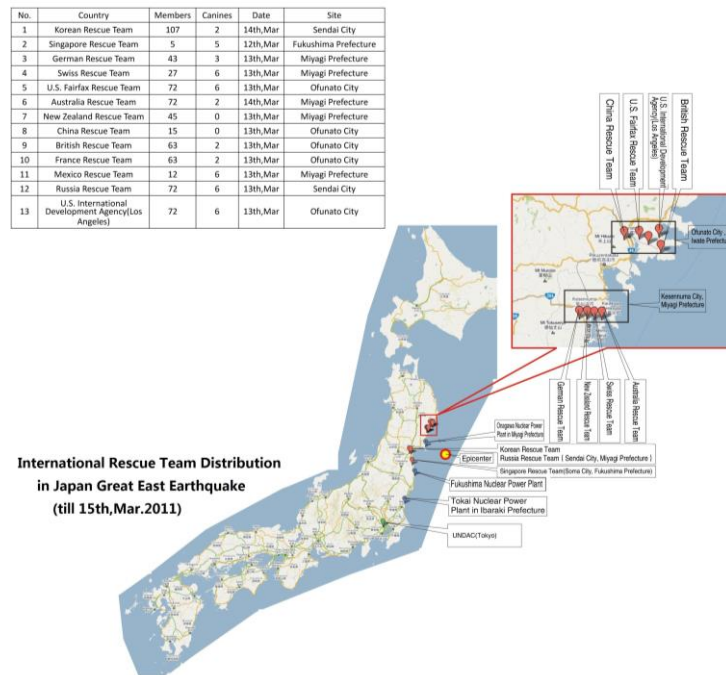 No. Country Members Canines Date Site
1 Korean Rescue Team 107 2 14th,Mar Sendai City
2 Singapore Rescue Team 5 5 12th,Mar Fukushima Prefecture
3 German Rescue Team 43 3 13th,Mar Miyagi Prefecture
4 Swiss Rescue Team 27 6 13th,Mar Miyagi Prefecture
5 U.S. Fairfax Rescue Team 72 6 13th,Mar Ofunato City
6 Australia Rescue Team 72 2 14th,Mar Miyagi Prefecture
7 New Zealand Rescue Team 45 0 13th,Mar Miyagi Prefecture
8 China Rescue Team 15 0 13th,Mar Ofunato City
9 British Rescue Team 63 2 13th,Mar Ofunato City
10 France Rescue Team 63 2 13th,Mar Ofunato City
11 Mexico Rescue Team 12 6 13th,Mar Miyagi Prefecture
12 Russia Rescue Team 72 6 13th,Mar Sendai City
13 U.S. International
Development Agency(Los
Angeles) 72 6 13th,Mar Ofunato City
China Rescue Team
U.S. Fairfax Rescue Team
U.S. International Development
Agency(Los Angeles)
British Rescue Team
Ofunato City,
Iwate Prefectu
Kesennuma City,
Miyagi Prefecture
German Rescue Team
New Zealand Rescue Team
Swiss Rescue Team
Australia Rescue Team
Onagawa Nuclear Power
Plant in Miyagi Prefecture
Epicenter
Korean Rescue Team
Russia Rescue Team ( Sendai City, Miyagi Prefecture )
Singapore Rescue Team(Soma City, Fukushima Prefecture)
Fukushima Nuclear Power Plant
Tokai Nuclear Power
Plant in Ibaraki Prefecture
UNDAC(Tokyo)
International Rescue Team Distribution
in Japan Great East Earthquake
(till 15th,Mar.2011)